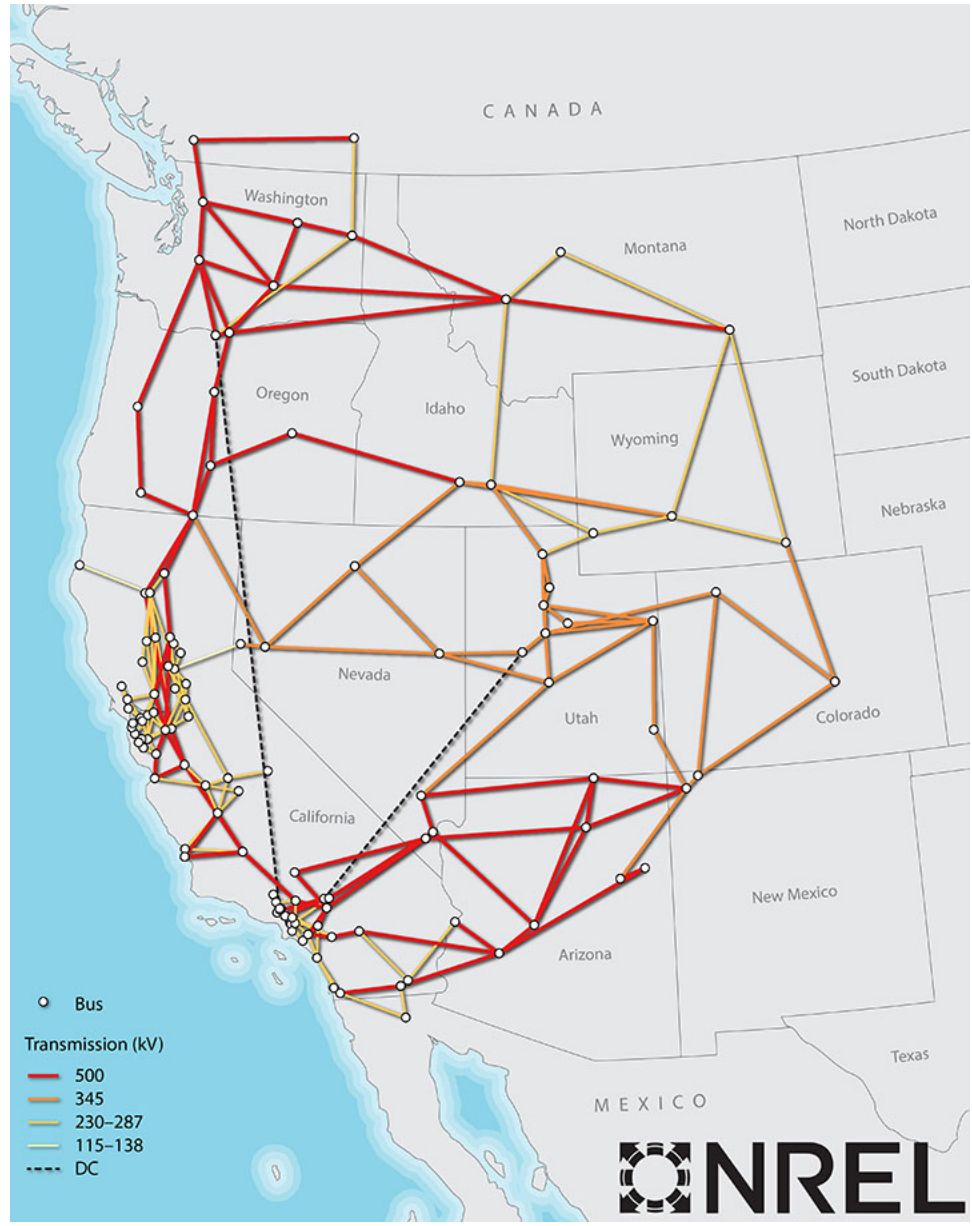 CANADA
Washington
Montana
North Dakota
Oregon
Idaho
South Dakota
Wyoming
Nebraska
Nevada
Utah
Colorado
California
New Mexico
Arizona
Bus
Transmission (kV)
500
345
230–287
115–138
DC
Texas
MEXICO
NREL